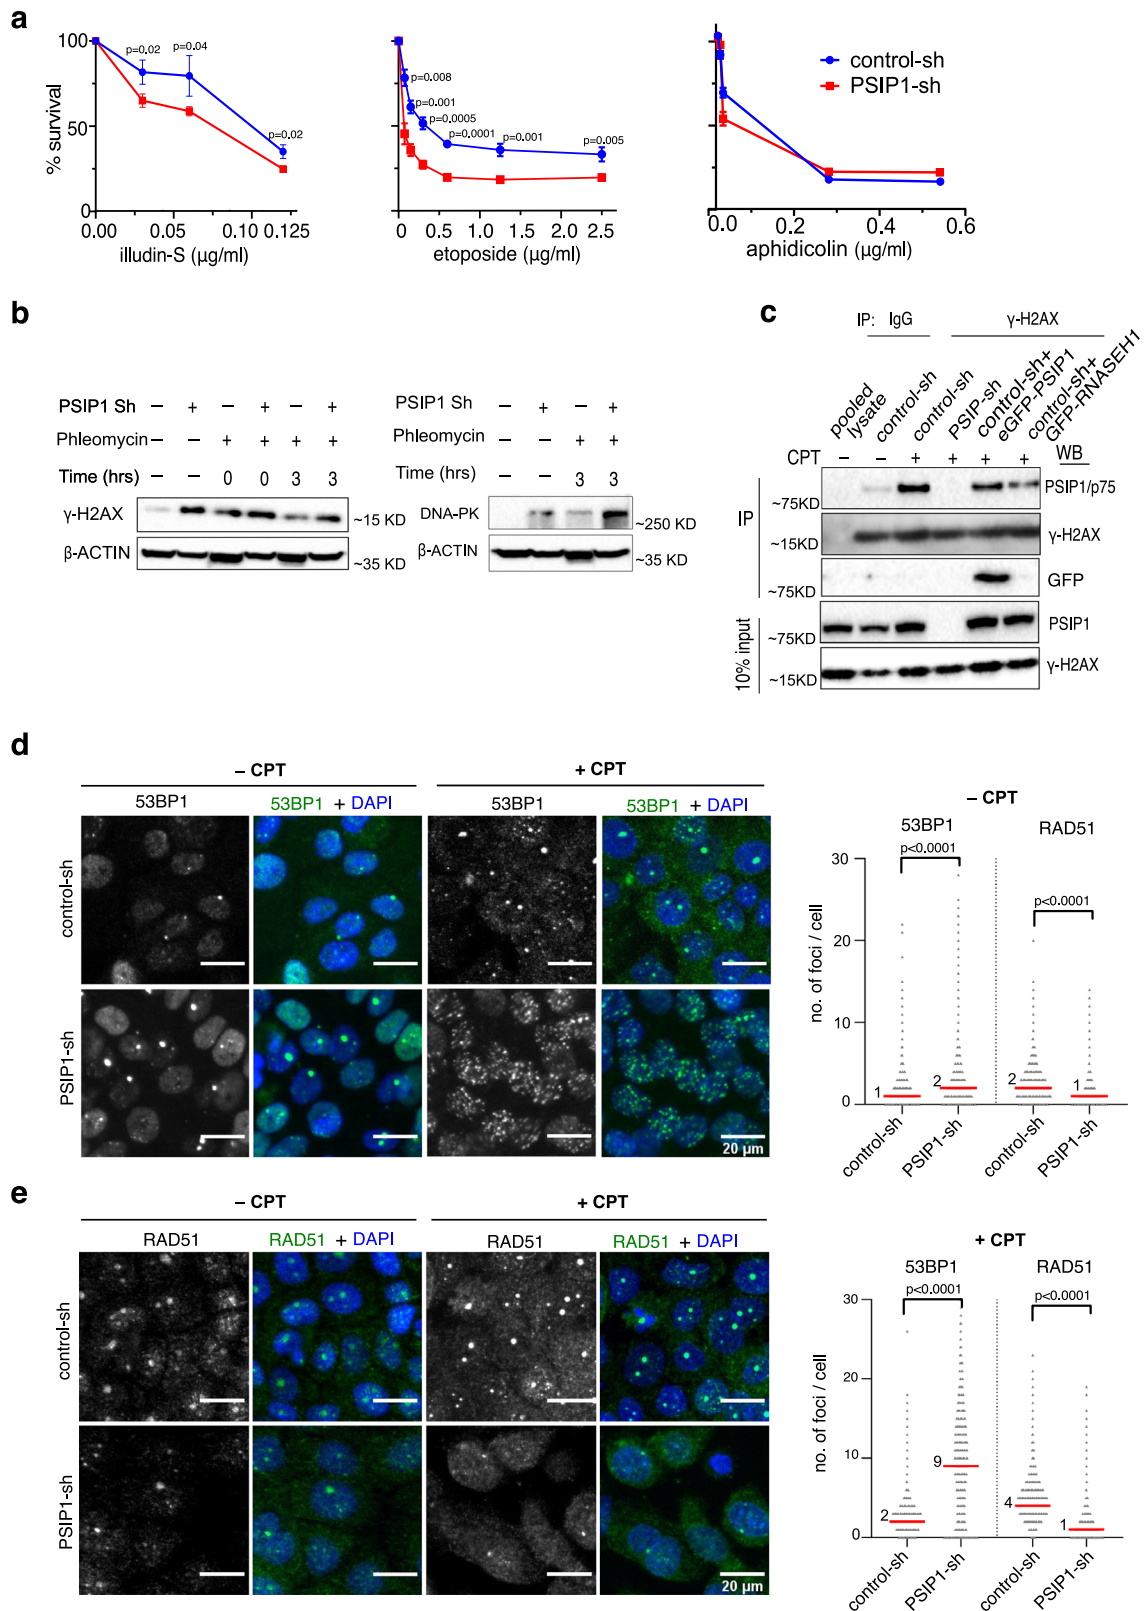 a
100
50
0
% survival
p=0.02
p=0.04
p=0.02
0.00
0.05
0.10
0.125
illudin-S (µg/ml)
p=0.008
p=0.001
p=0.0005
p=0.0001
p=0.001
p=0.005
0
0.5
1.0
1.5
2.0
2.5
etoposide (µg/ml)
control-sh
PSIP1-sh
0.0
0.2
0.4
0.6
aphidicolin (µg/ml)
b
PSIP1 Sh – + – + – +
Phleomycin – – + + + +
Time (hrs) – – 0 0 3 3
γ-H2AX ~15 KD
β-ACTIN ~35 KD
PSIP1 Sh – + – +
Phleomycin – – + +
Time (hrs) – – 3 3
DNA-PK ~250 KD
β-ACTIN ~35 KD
c
IP: IgG γ-H2AX
pooled lysate
control-sh
control-sh
PSIP-sh
control-sh+ eGFP-PSIP1
control-sh+ GFP-RNASEH1
CPT – – + + + + WB
IP
~75KD PSIP1/p75
~15KD γ-H2AX
~75KD GFP
10% input
~75KD PSIP1
~15KD γ-H2AX
d
– CPT + CPT
53BP1 53BP1 + DAPI 53BP1 53BP1 + DAPI
control-sh
PSIP1-sh
20 µm
– CPT
53BP1 RAD51
p<0.0001
p<0.0001
no. of foci / cell
30
20
10
0
1
2
2
1
control-sh
PSIP1-sh
control-sh
PSIP1-sh
e
– CPT + CPT
RAD51 RAD51 + DAPI RAD51 RAD51 + DAPI
control-sh
PSIP1-sh
20 µm
+ CPT
53BP1 RAD51
p<0.0001 p<0.0001
no. of foci / cell
30
20
10
0
2
9
4
1
control-sh
PSIP1-sh
control-sh
PSIP1-sh